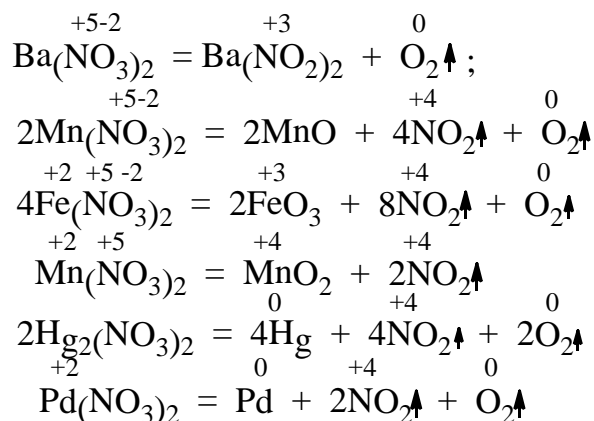 +5-2 +3 0
Ba(NO3)2 = Ba(NO2)2 + O2↑ ;
+5-2 +4 0
2Mn(NO3)2 = 2MnO + 4NO2↑ + O2↑
+2 +5 -2 +3 +4 0
4Fe(NO3)2 = 2FeO3 + 8NO2↑ + O2↑
+2 +5 +4 +4
Mn(NO3)2 = MnO2 + 2NO2↑
0 +4 0
2Hg2(NO3)2 = 4Hg + 4NO2↑ + 2O2↑
+2 0 +4 0
Pd(NO3)2 = Pd + 2NO2↑ + O2↑